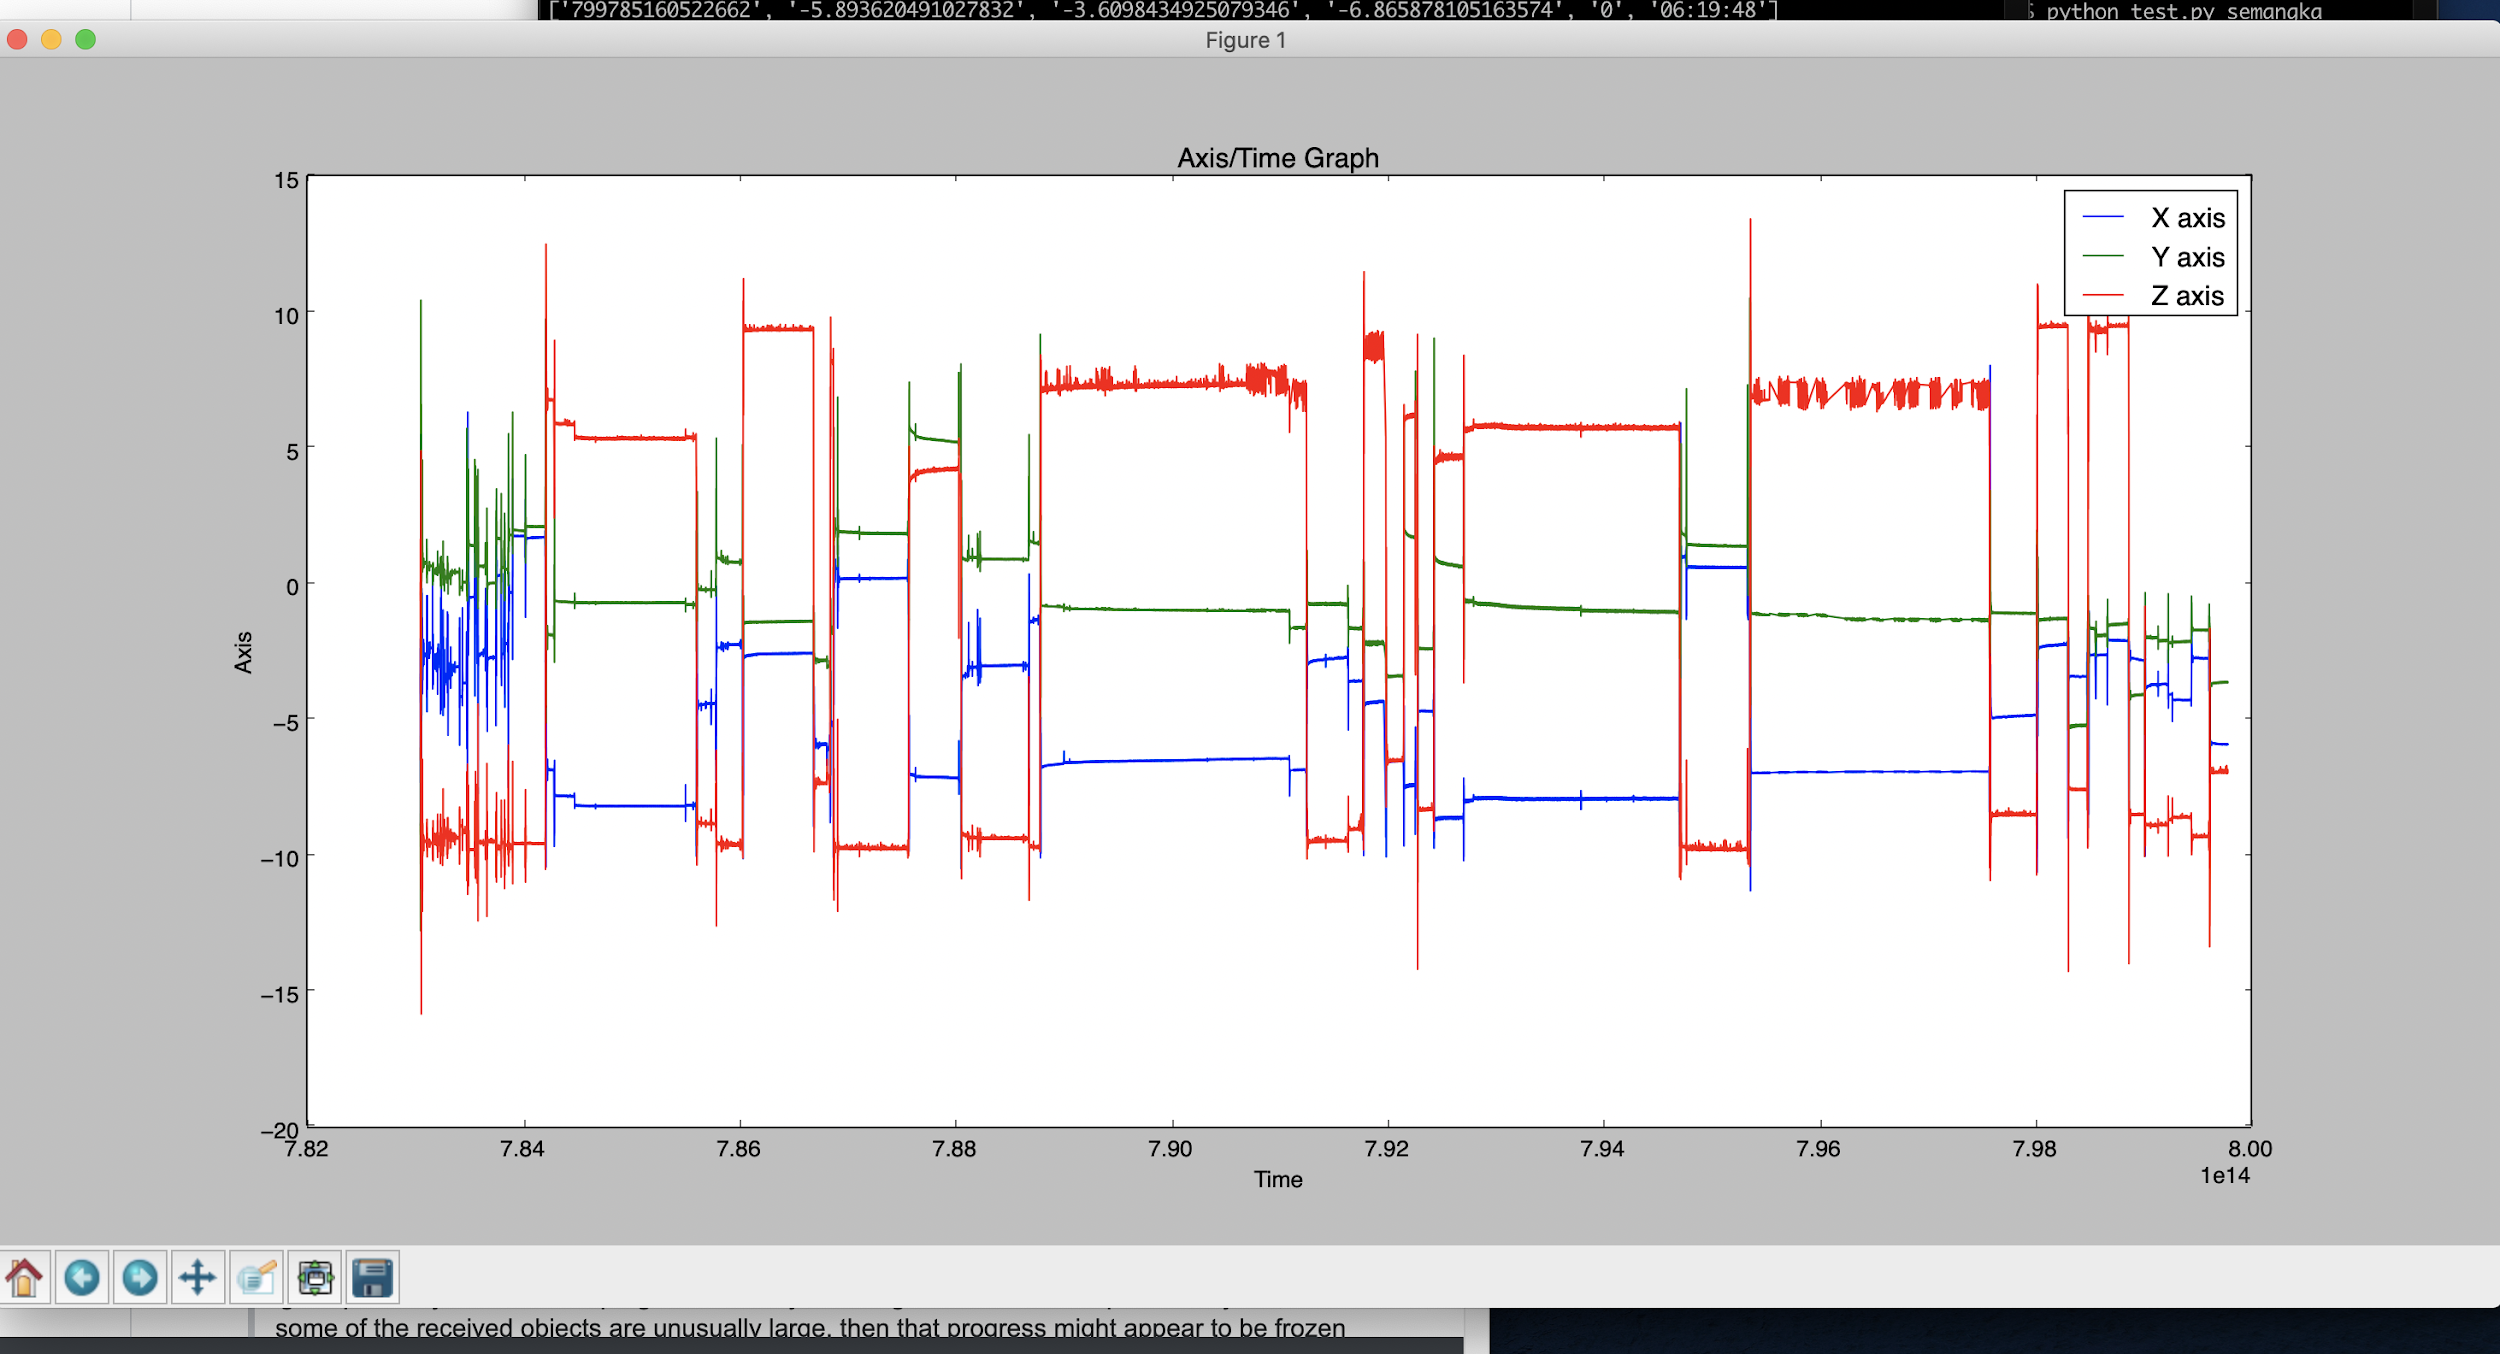 ['799785160522662', '-5.893620491027832', '-3.6098434925079346', '-6.865878105163574', '0', '06:19:48']
python test.py semangka
Figure 1
Axis/Time Graph
X axis
Y axis
Z axis
15
10
5
0
−5
−10
−15
−20
Axis
7.82
7.84
7.86
7.88
7.90
7.92
7.94
7.96
7.98
8.00
1e14
Time
some of the received objects are unusually large, then that progress might appear to be frozen